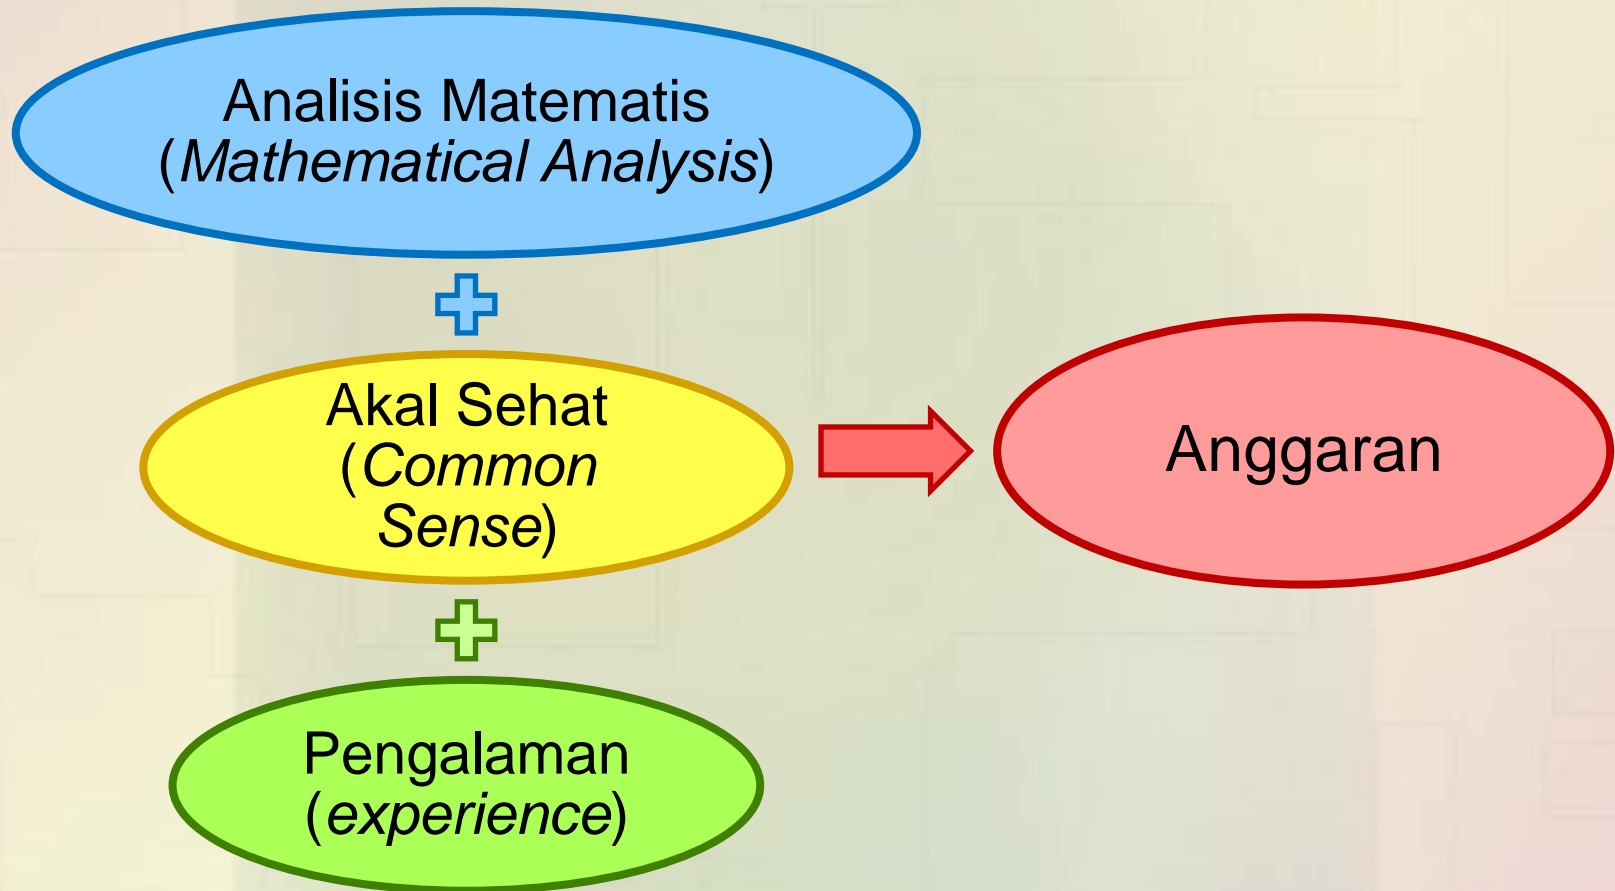 Analisis Matematis
(Mathematical Analysis)
Akal Sehat
(Common
Sense)
Anggaran
Pengalaman
(experience)